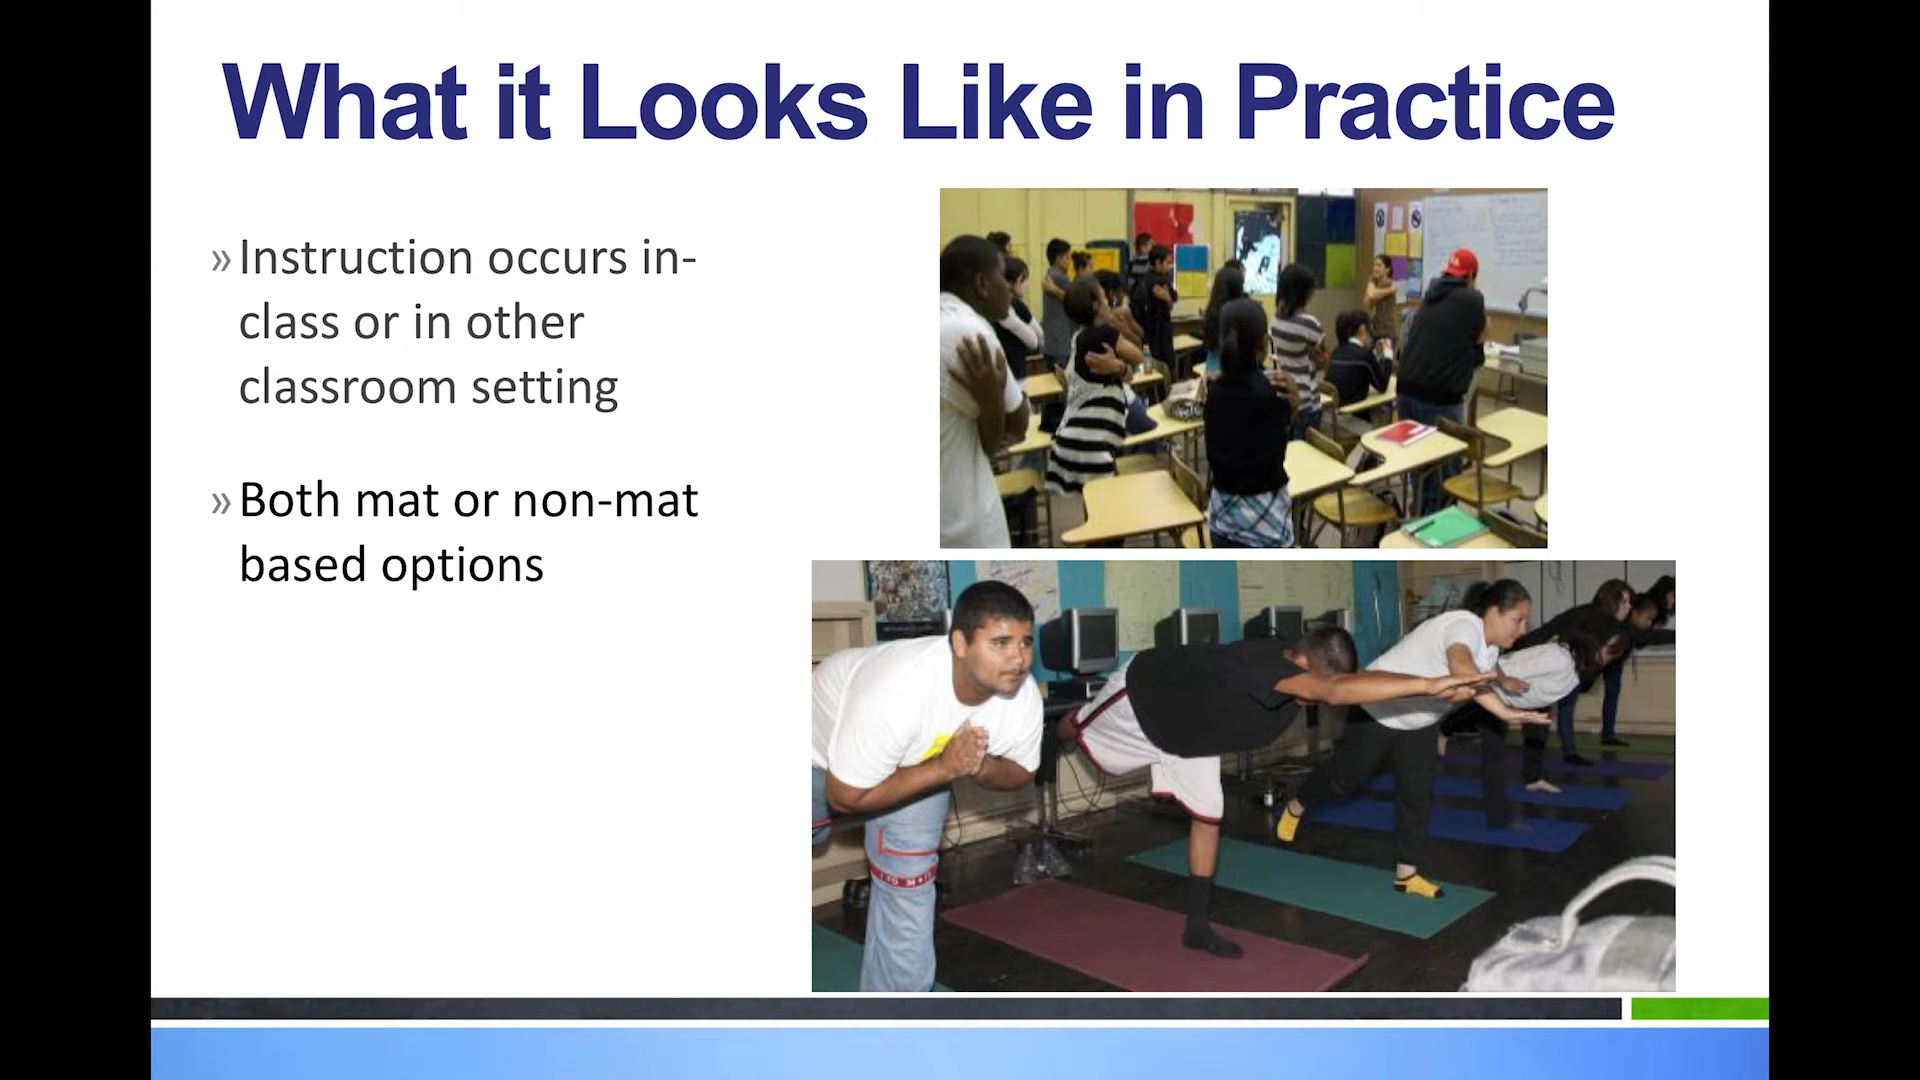 What it Looks Like in Practice
» Instruction occurs in-
class or in other
classroom setting
» Both mat or non-mat
based options